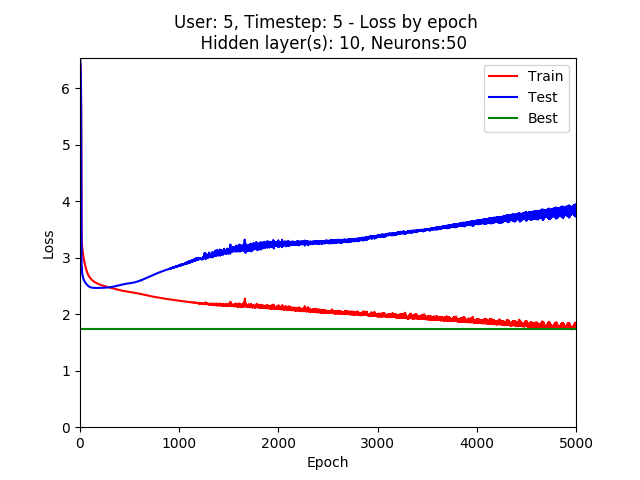 User: 5, Timestep: 5 - Loss by epoch
Hidden layer(s): 10, Neurons:50
Train
Test
Best
Loss
6
5
4
3
2
1
0
0
1000
2000
3000
4000
5000
Epoch